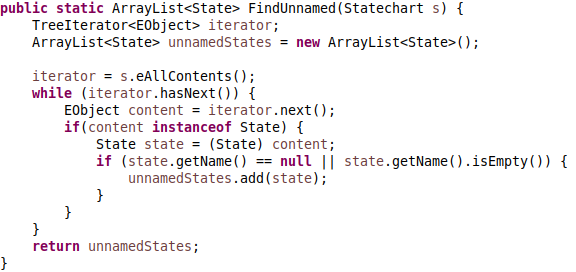 public static ArrayList<State> FindUnnamed(Statechart s) {
    TreeIterator<EObject> iterator;
    ArrayList<State> unnamedStates = new ArrayList<State>();

    iterator = s.eAllContents();
    while (iterator.hasNext()) {
        EObject content = iterator.next();
        if(content instanceof State) {
            State state = (State) content;
            if (state.getName() == null || state.getName().isEmpty()) {
                unnamedStates.add(state);
            }
        }
    }
    return unnamedStates;
}